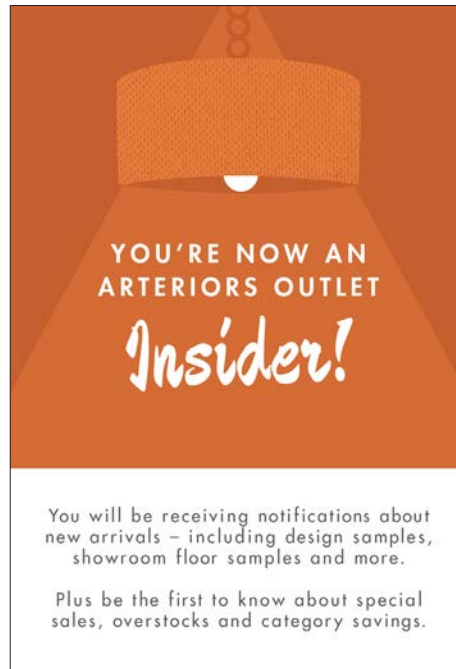 YOU'RE NOW AN
ARTERIORS OUTLET
Insider!
You will be receiving notifications about
new arrivals – including design samples,
showroom floor samples and more.
Plus be the first to know about special
sales, overstocks and category savings.